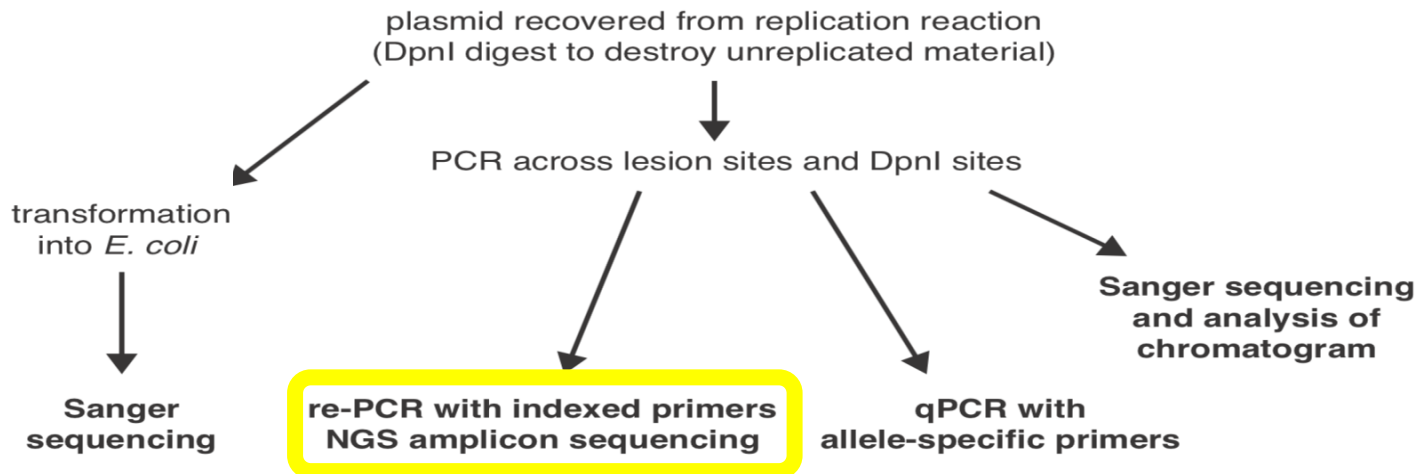 plasmid recovered from replication reaction
(DpnI digest to destroy unreplicated material)
PCR across lesion sites and DpnI sites
transformation
into E. coli
Sanger sequencing
and analysis of
chromatogram
Sanger
sequencing
re-PCR with indexed primers
NGS amplicon sequencing
qPCR with
allele-specific primers